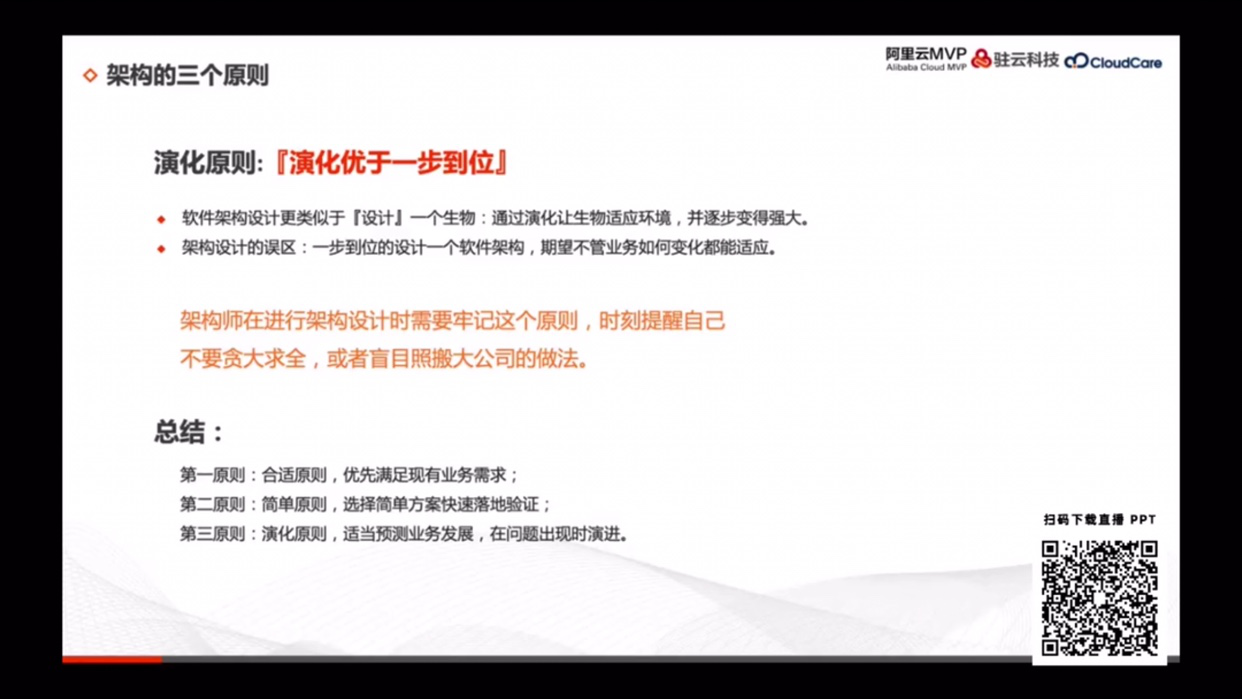 架构的三个原则
阿里云MVP
Alibaba Cloud MVP
驻云科技
CloudCare
演化原则:『演化优于一步到位』
软件架构设计更类似于『设计』一个生物：通过演化让生物适应环境，并逐步变得强大。
架构设计的误区：一步到位的设计一个软件架构，期望不管业务如何变化都能适应。
架构师在进行架构设计时需要牢记这个原则，时刻提醒自己
不要贪大求全，或者盲目照搬大公司的做法。
总结：
第一原则：合适原则，优先满足现有业务需求；
第二原则：简单原则，选择简单方案快速落地验证；
第三原则：演化原则，适当预测业务发展，在问题出现时演进。
扫码下载直播 PPT